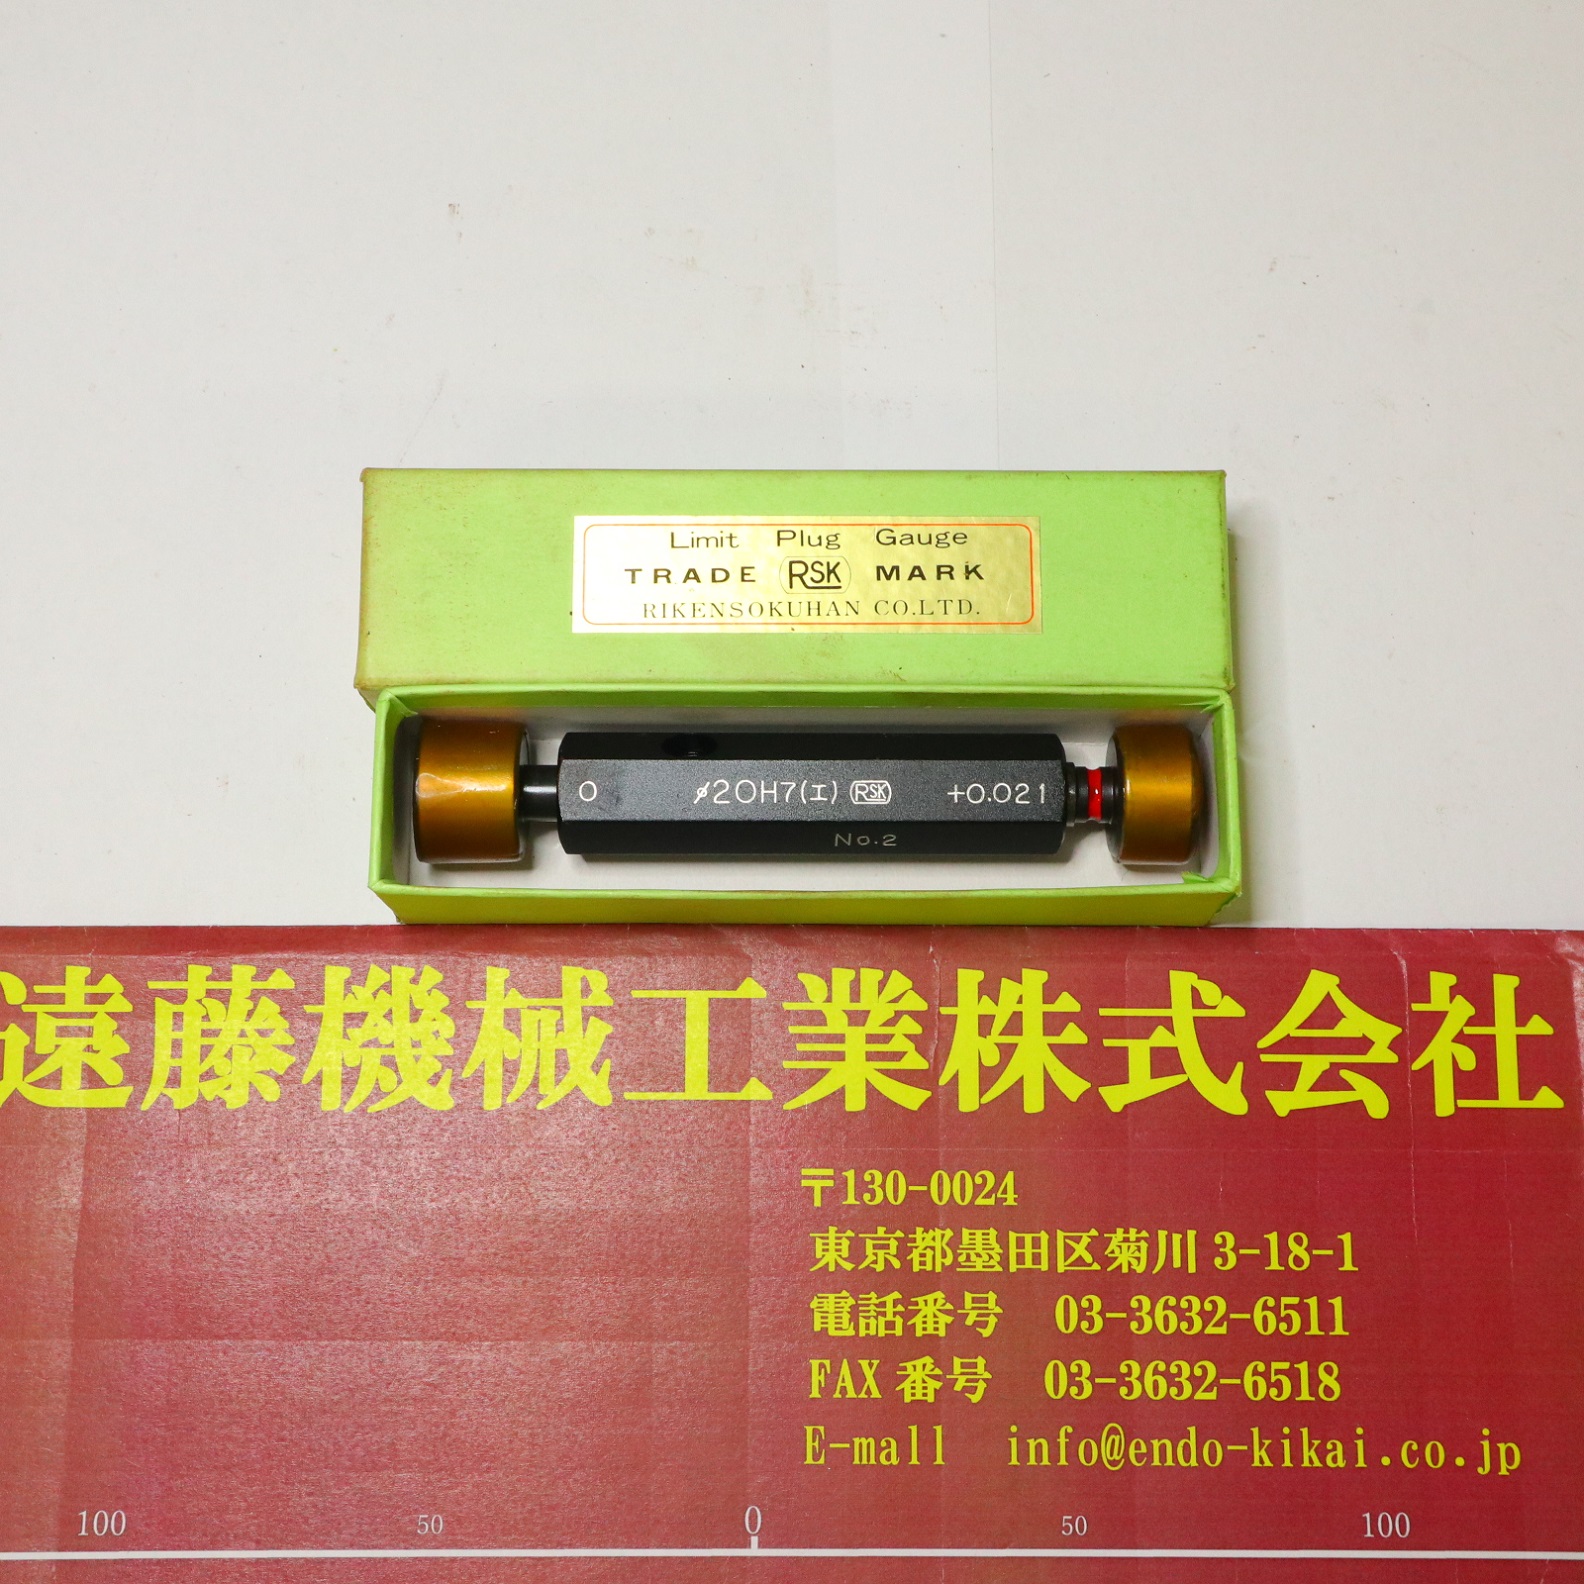 Limit Plug Gauge
TRADE RSK MARK
RIKENSOKUHAN CO.LTD.
0 ⌀20H7(エ) RSK +0.021
No.2
遠藤機械工業株式会社
〒130-0024
東京都墨田区菊川 3-18-1
電話番号 03-3632-6511
FAX 番号 03-3632-6518
E-mall info@endo-kikai.co.jp
100 50 0 50 100